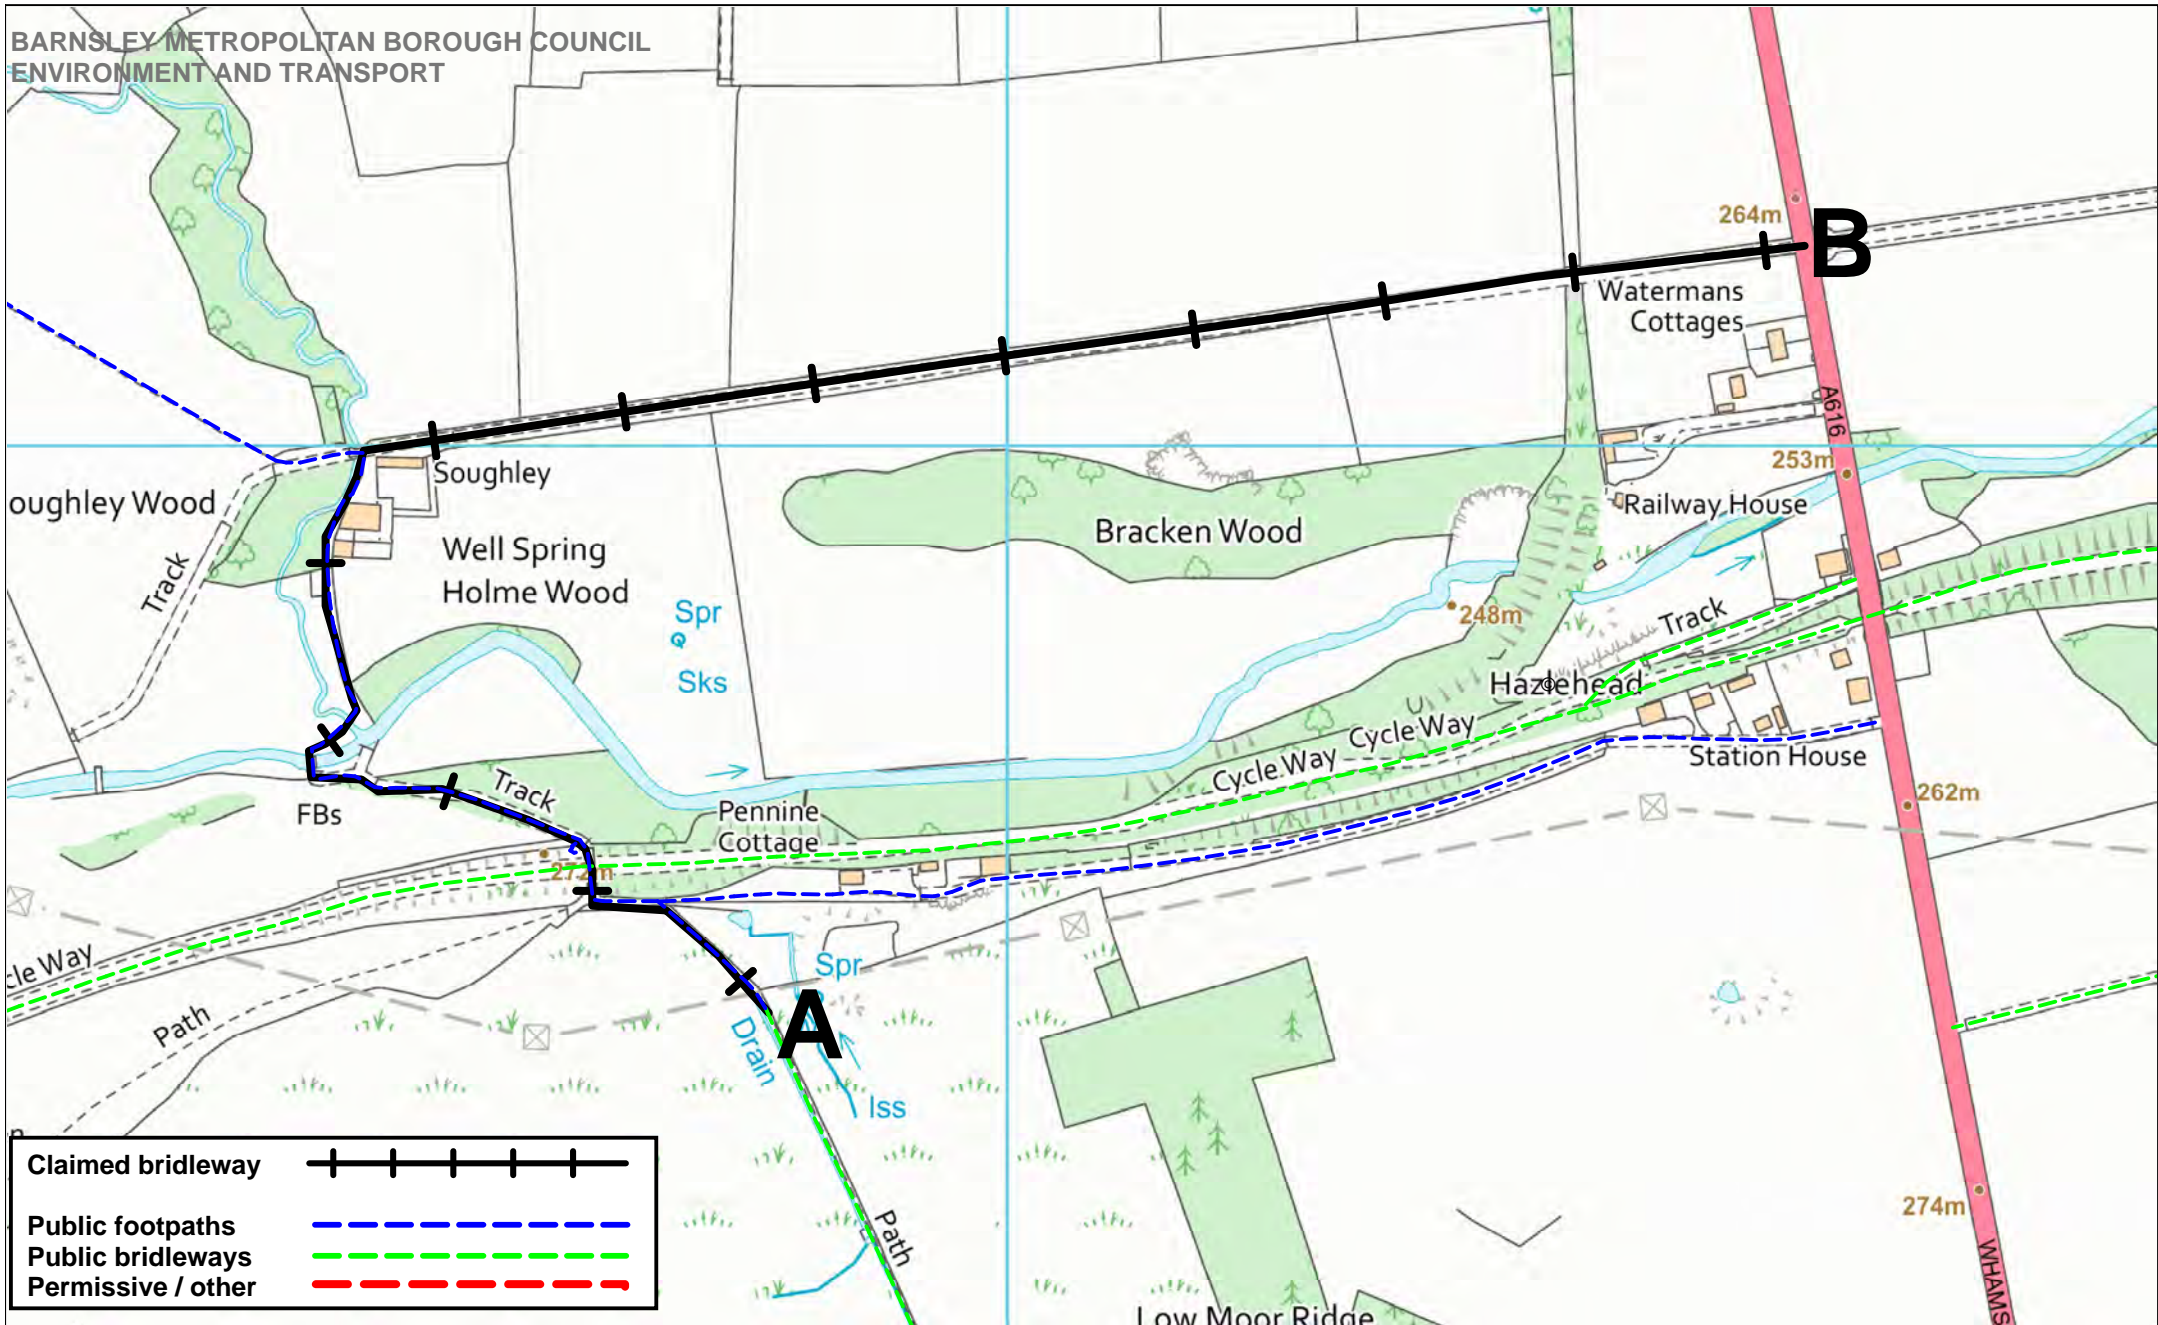 BARNSLEY METROPOLITAN BOROUGH COUNCIL
ENVIRONMENT AND TRANSPORT
264m
B
Watermans
Cottages
A616
253m
Soughley
oughley Wood
Railway House
Bracken Wood
Well Spring
Holme Wood
Track
Spr
248m
Track
Sks
Hazlehead
©
Cycle Way
Cycle Way
Station House
Track
FBs
Pennine
Cottage
262m
272m
cle Way
Spr
Path
A
Drain
Iss
Path
274m
WHAMS
Low Moor Ridge
Claimed bridleway
Public footpaths
Public bridleways
Permissive / other